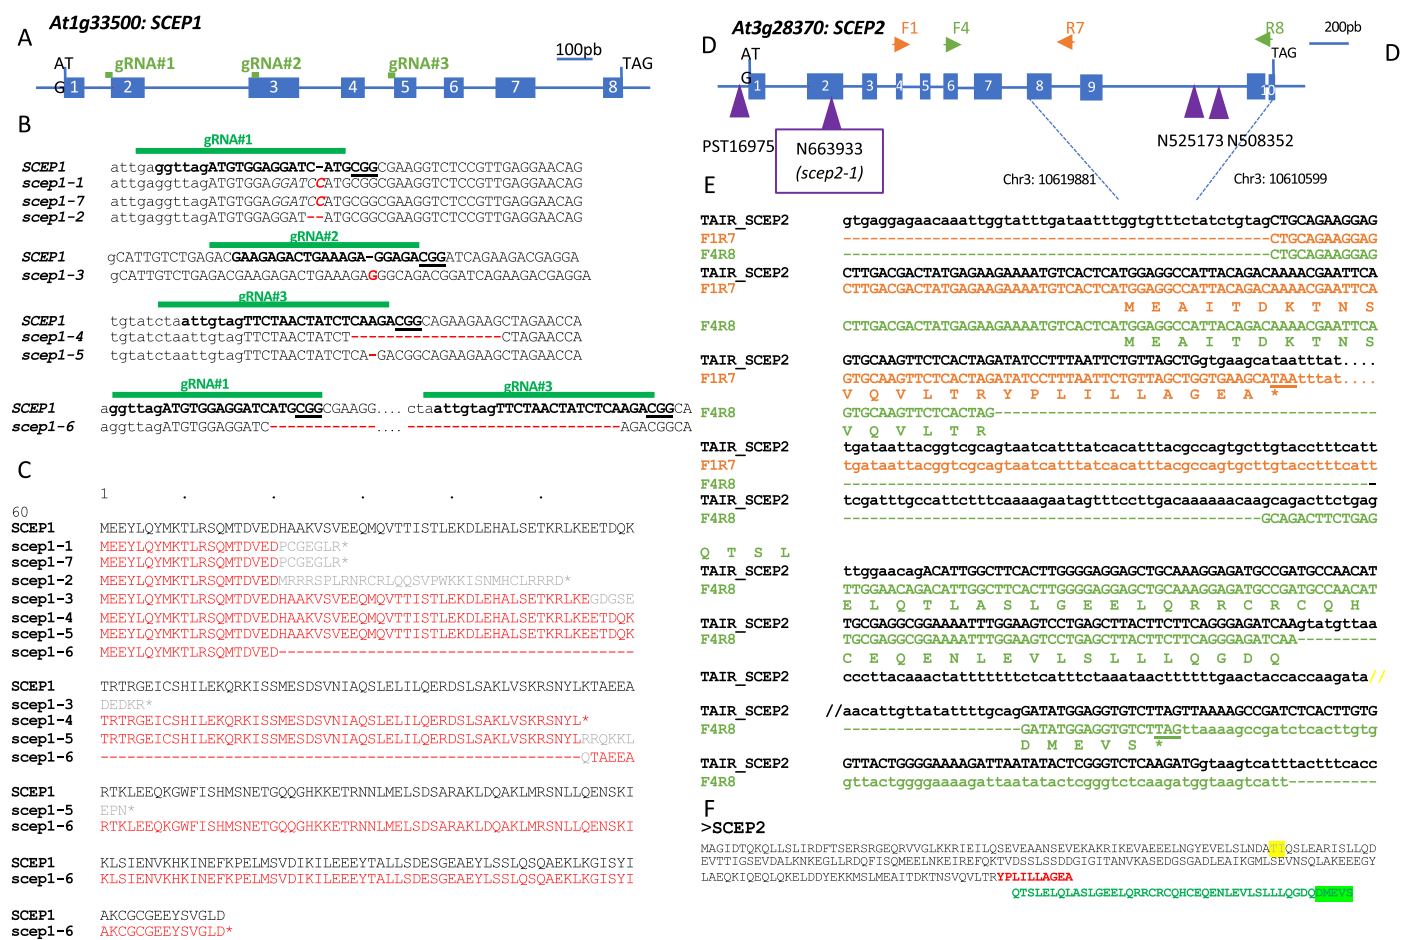 At1g33500: SCEP1
A
AT
G
gRNA#1
gRNA#2
gRNA#3
100pb
TAG
1 2 3 4 5 6 7 8
B
gRNA#1
SCEP1 attgaggttagATGTGGAGGATC-ATGCGGCGAAGGTCTCCGTTGAGGAACAG
scep1-1 attgaggttagATGTGGAGGATCCATGCGGCGAAGGTCTCCGTTGAGGAACAG
scep1-7 attgaggttagATGTGGAGGATCCATGCGGCGAAGGTCTCCGTTGAGGAACAG
scep1-2 attgaggttagATGTGGAGGAT--ATGCGGCGAAGGTCTCCGTTGAGGAACAG
gRNA#2
SCEP1 gCATTGTCTGAGACGAAGAGACTGAAAGA-GGAGACGGATCAGAAGACGAGGA
scep1-3 gCATTGTCTGAGACGAAGAGACTGAAAGAGGGCAGACGGATCAGAAGACGAGGA
gRNA#3
SCEP1 tgtatctaattgtagTTCTAACTATCTCAAGACGGCAGAAGAAGCTAGAACCA
scep1-4 tgtatctaattgtagTTCTAACTATCT-----------------CTAGAACCA
scep1-5 tgtatctaattgtagTTCTAACTATCTCA-GACGGCAGAAGAAGCTAGAACCA
gRNA#1 gRNA#3
SCEP1 aggttagATGTGGAGGATCATGCGGCGAAGG.... ctaattgtagTTCTAACTATCTCAAGACGGCA
scep1-6 aggttagATGTGGAGGATC------------.... ------------------------AGACGGCA
C
1 . . . . .
60
SCEP1 MEEYLQYMKTLRSQMTDVEDHAAKVSVEEQMQVTTISTLEKDLEHALSETKRLKEETDQK
scep1-1 MEEYLQYMKTLRSQMTDVEDPCGEGLR*
scep1-7 MEEYLQYMKTLRSQMTDVEDPCGEGLR*
scep1-2 MEEYLQYMKTLRSQMTDVEDMRRRSPLRNRCRLQQSVPWKKISNMHCLRRRD*
scep1-3 MEEYLQYMKTLRSQMTDVEDHAAKVSVEEQMQVTTISTLEKDLEHALSETKRLKEGDGSE
scep1-4 MEEYLQYMKTLRSQMTDVEDHAAKVSVEEQMQVTTISTLEKDLEHALSETKRLKEETDQK
scep1-5 MEEYLQYMKTLRSQMTDVEDHAAKVSVEEQMQVTTISTLEKDLEHALSETKRLKEETDQK
scep1-6 MEEYLQYMKTLRSQMTDVED----------------------------------------
SCEP1 TRTRGEICSHILEKQRKISSMESDSVNIAQSLELILQERDSLSAKLVSKRSNYLKTAEEA
scep1-3 DEDKR*
scep1-4 TRTRGEICSHILEKQRKISSMESDSVNIAQSLELILQERDSLSAKLVSKRSNYL*
scep1-5 TRTRGEICSHILEKQRKISSMESDSVNIAQSLELILQERDSLSAKLVSKRSNYLRRQKKL
scep1-6 ------------------------------------------------------QTAEEA
SCEP1 RTKLEEQKGWFISHMSNETGQQGHKKETRNNLMELSDSARAKLDQAKLMRSNLLQENSKI
scep1-5 EPN*
scep1-6 RTKLEEQKGWFISHMSNETGQQGHKKETRNNLMELSDSARAKLDQAKLMRSNLLQENSKI
SCEP1 KLSIENVKHKINEFKPELMSVDIKILEEEYTALLSDESGEAEYLSSLQSQAEKLKGISYI
scep1-6 KLSIENVKHKINEFKPELMSVDIKILEEEYTALLSDESGEAEYLSSLQSQAEKLKGISYI
SCEP1 AKCGCGEEYSVGLD
scep1-6 AKCGCGEEYSVGLD*
At3g28370: SCEP2
D
AT
G
F1 F4 R7 R8
200pb
TAG
D
1 2 3 4 5 6 7 8 9 10
PST16975
N663933
(scep2-1)
N525173 N508352
Chr3: 10619881
Chr3: 10610599
E
TAIR_SCEP2 gtgaggagaacaaattggtatttgataatttggtgtttctatctgtagCTGCAGAAGGAG
F1R7 ------------------------------------------------CTGCAGAAGGAG
F4R8 ------------------------------------------------CTGCAGAAGGAG
TAIR_SCEP2 CTTGACGACTATGAGAAGAAAATGTCACTCATGGAGGCCATTACAGACAAAACGAATTCA
F1R7 CTTGACGACTATGAGAAGAAAATGTCACTCATGGAGGCCATTACAGACAAAACGAATTCA
M E A I T D K T N S
F4R8 CTTGACGACTATGAGAAGAAAATGTCACTCATGGAGGCCATTACAGACAAAACGAATTCA
M E A I T D K T N S
TAIR_SCEP2 GTGCAAGTTCTCACTAGATATCCTTTAATTCTGTTAGCTGgtgaagcataatttat....
F1R7 GTGCAAGTTCTCACTAGATATCCTTTAATTCTGTTAGCTGGTGAAGCATAAtttat....
V Q V L T R Y P L I L L A G E A *
F4R8 GTGCAAGTTCTCACTAG-------------------------------------------
V Q V L T R
TAIR_SCEP2 tgataattacggtcgcagtaatcatttatcacatttacgccagtgcttgtacctttcatt
F1R7 tgataattacggtcgcagtaatcatttatcacatttacgccagtgcttgtacctttcatt
F4R8 ------------------------------------------------------------
TAIR_SCEP2 tcgatttgccattctttcaaaagaatagtttccttgacaaaaaacaagcagacttctgag
F4R8 -----------------------------------------------GCAGACTTCTGAG
Q T S L
TAIR_SCEP2 ttggaacagACATTGGCTTCACTTGGGGAGGAGCTGCAAAGGAGATGCCGATGCCAACAT
F4R8 TTGGAACAGACATTGGCTTCACTTGGGGAGGAGCTGCAAAGGAGATGCCGATGCCAACAT
E L Q T L A S L G E E L Q R R C R C Q H
TAIR_SCEP2 TGCGAGGCGGAAAATTTGGAAGTCCTGAGCTTACTTCTTCAGGGAGATCAAgtatgttaa
F4R8 TGCGAGGCGGAAAATTTGGAAGTCCTGAGCTTACTTCTTCAGGGAGATCAA---------
C E Q E N L E V L S L L L Q G D Q
TAIR_SCEP2 cccttacaaactatttttttctcatttctaaataactttttttgaactaccaccaagata//
TAIR_SCEP2 //aacattgttatattttgcagGATATGGAGGTGTCTTAGTTAAAAGCCGATCTCACTTGTG
F4R8 --------------------GATATGGAGGTGTCTTAGttaaaagccgatctcacttgtg
D M E V S *
TAIR_SCEP2 GTTACTGGGGAAAAGATTAATATACTCGGGTCTCAAGATGgtaagtcatttactttcacc
F4R8 gttactggggaaaagattaatatactcgggtctcaagatggtaagtcatt----------
F
>SCEP2
MAGIDTQKQLLSLIRDFTSERSRGEQRVVGLKKRIEILQSEVEAANSEVEKAKRIKEVAEEELNGYEVELSLNDATIQSLEARISLLQD
EVTTIGSEVDALKNKEGLLRDQFISQMEELNKEIREFQKTVDSSLSSDDGIGITANVKASEDGSGADLEAIKGMLSEVNSQLAKEEEGY
LAEQKIQEQLQKELDDYEKKMSLMEAITDKTNSVQVLTRYPLILLAGEA
QTSLELQLASLGEELQRRCRCQHCEQENLEVLSLLLQGDQDMEVS